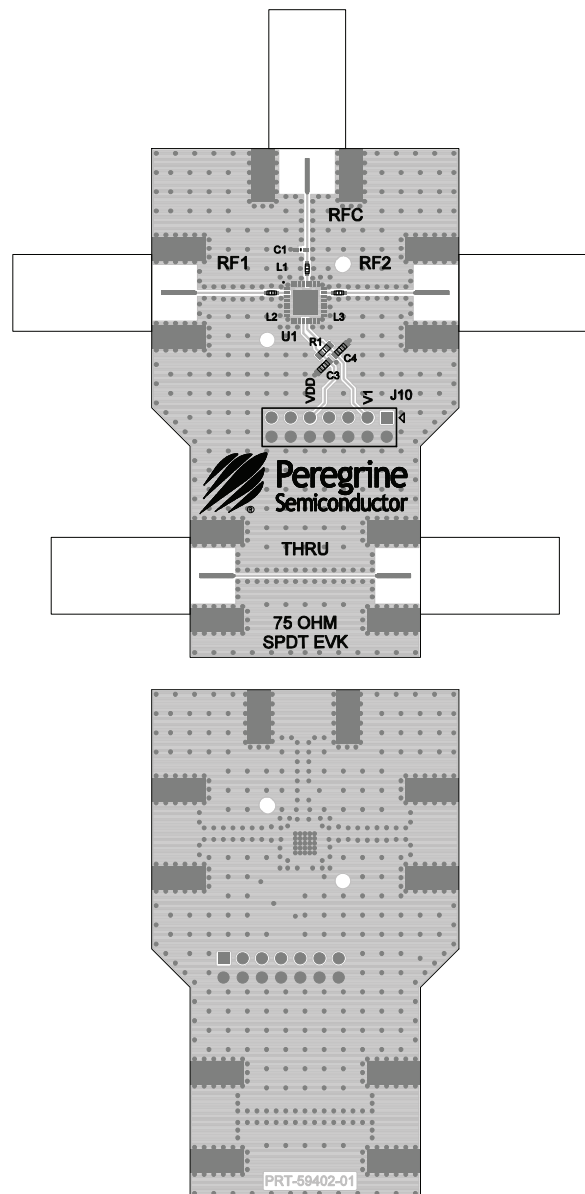 RFC
C1
RF1
RF2
L1
L2
L3
U1
R1
C4
C3
VDD
V1
J10
Peregrine
Semiconductor
®
THRU
75 OHM
SPDT EVK
PRT-59402-01